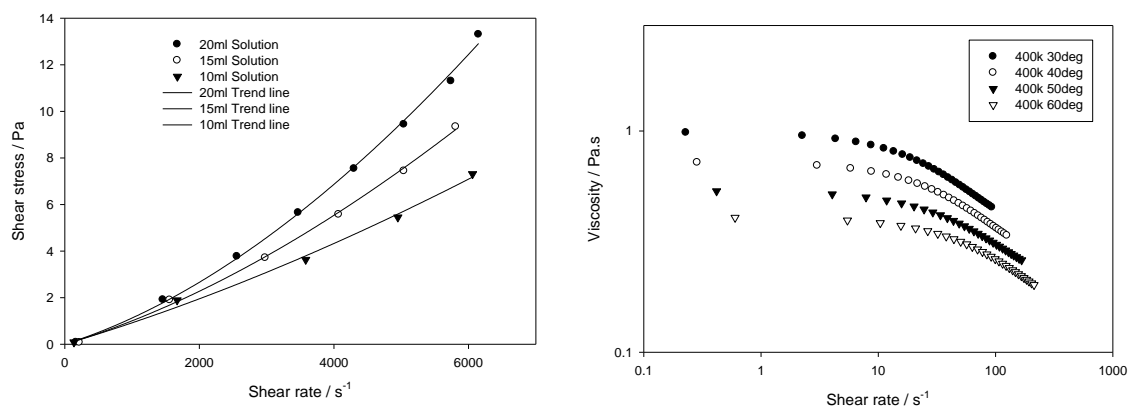 14
12
10
8
6
4
2
0
Shear stress / Pa
20ml Solution
15ml Solution
10ml Solution
20ml Trend line
15ml Trend line
10ml Trend line
0 2000 4000 6000
Shear rate / s⁻¹
1
0.1
Viscosity / Pa.s
400k 30deg
400k 40deg
400k 50deg
400k 60deg
0.1 1 10 100 1000
Shear rate / s⁻¹